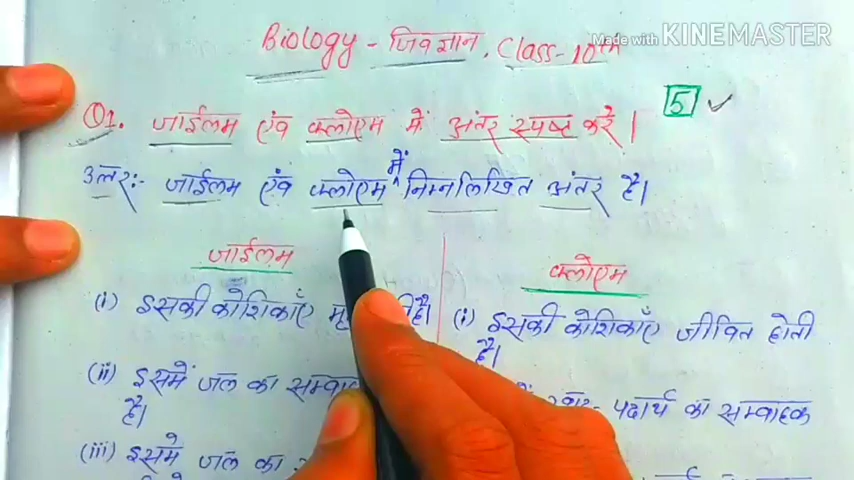 Biology - जिवज्ञान, Class-10th
Made with KINEMASTER
Q1. जाईलम एंव फ्लोएम में अंतर स्पष्ट करें।
5
उत्तर:- जाईलम एंव फ्लोएम में निम्नलिखित अंतर है।
जाईलम
(i) इसकी कोशिकाएँ है।
(ii) इसमें जल का
है।
(iii) इसमे जल का
फ्लोएम
(i) इसकी कोशिकाएँ जीवित होती
है।
पदार्थ का सम्वाहक